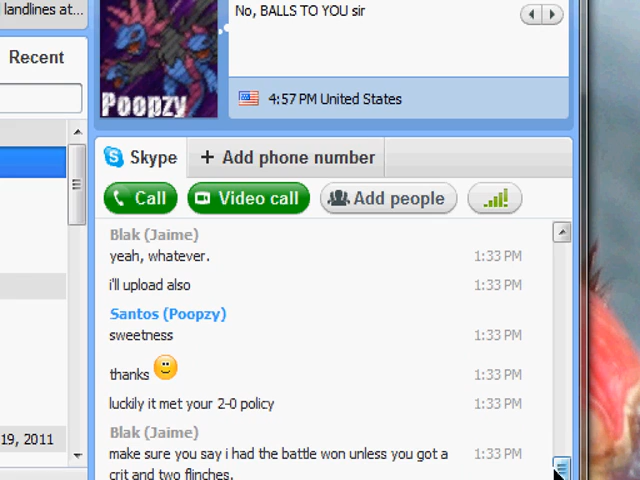 landlines at...
No, BALLS TO YOU sir
Recent
Poopzy
4:57 PM United States
Skype
+ Add phone number
Call
Video call
Add people
Blak (Jaime)
yeah, whatever. 1:33 PM
i'll upload also 1:33 PM
Santos (Poopzy)
sweetness 1:33 PM
thanks 1:33 PM
luckily it met your 2-0 policy 1:33 PM
19, 2011
Blak (Jaime)
make sure you say i had the battle won unless you got a 1:33 PM
crit and two flinches.